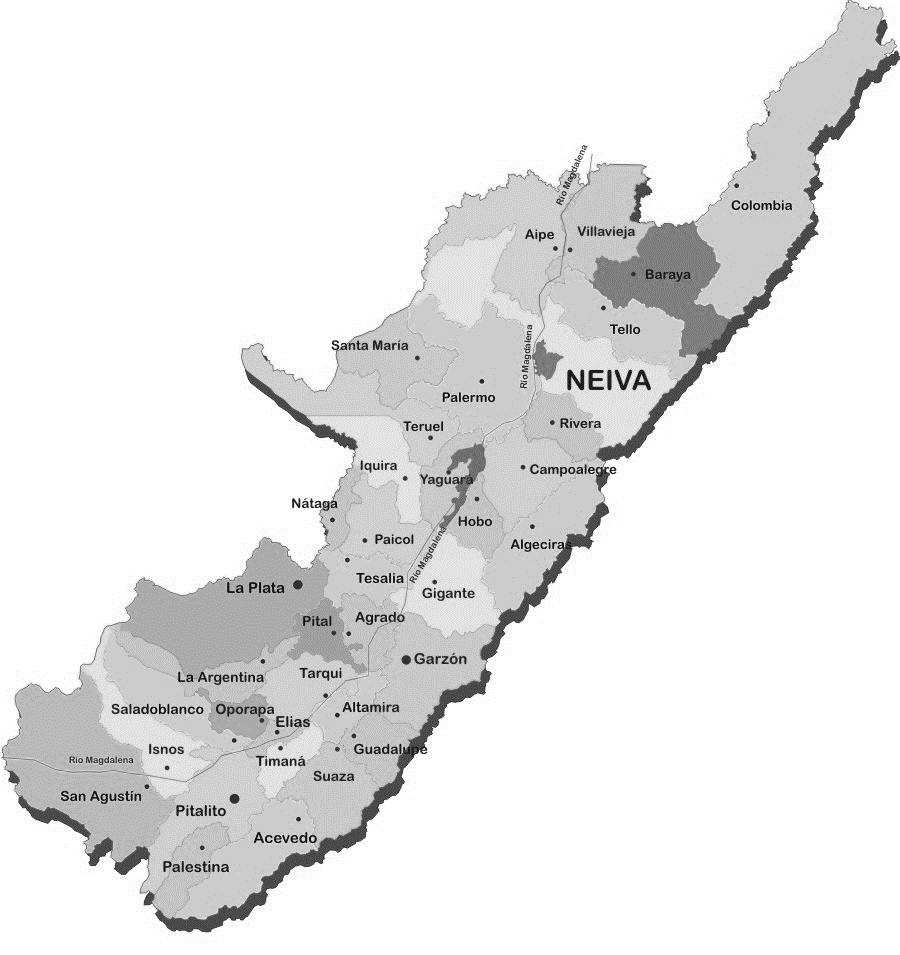 Río Magdalena
Colombia
Aipe
Villavieja
Baraya
Tello
Santa María
Río Magdalena
NEIVA
Palermo
Teruel
Rivera
Iquira
Yaguara
Campoalegre
Nátaga
Hobo
Paicol
Algeciras
Río Magdalena
Tesalia
La Plata
Gigante
Pital
Agrado
Garzón
La Argentina
Tarqui
Saladoblanco
Oporapa
Altamira
Elias
Isnos
Guadalupe
Río Magdalena
Timaná
Suaza
San Agustín
Pitalito
Acevedo
Palestina